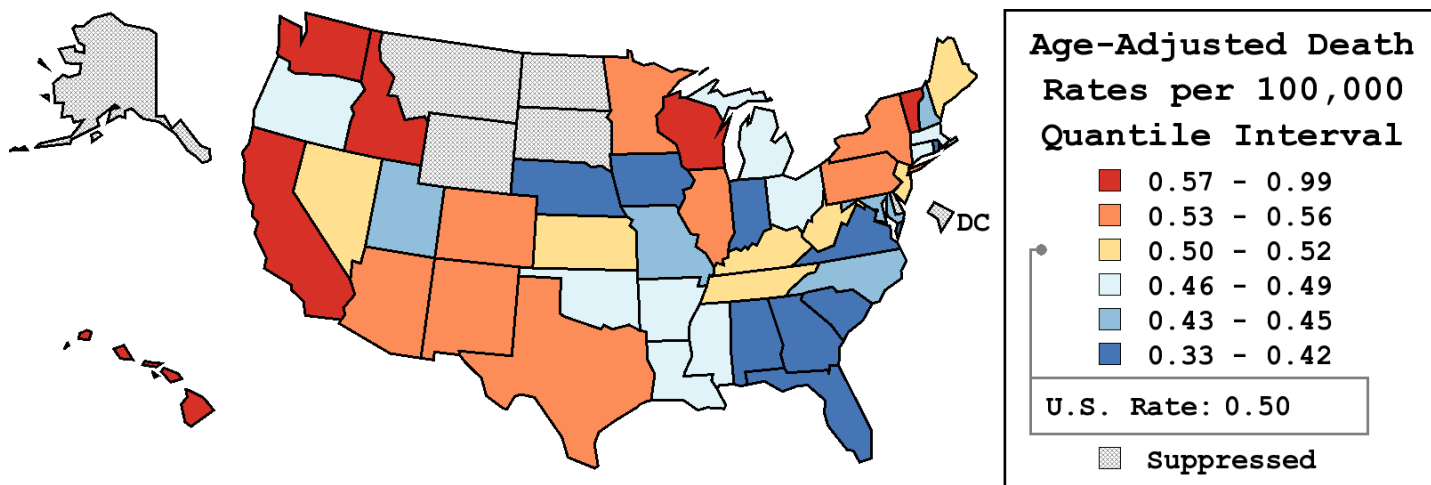 Age-Adjusted Death
Rates per 100,000
Quantile Interval
0.57 - 0.99
0.53 - 0.56
0.50 - 0.52
0.46 - 0.49
0.43 - 0.45
0.33 - 0.42
U.S. Rate: 0.50
Suppressed
DC